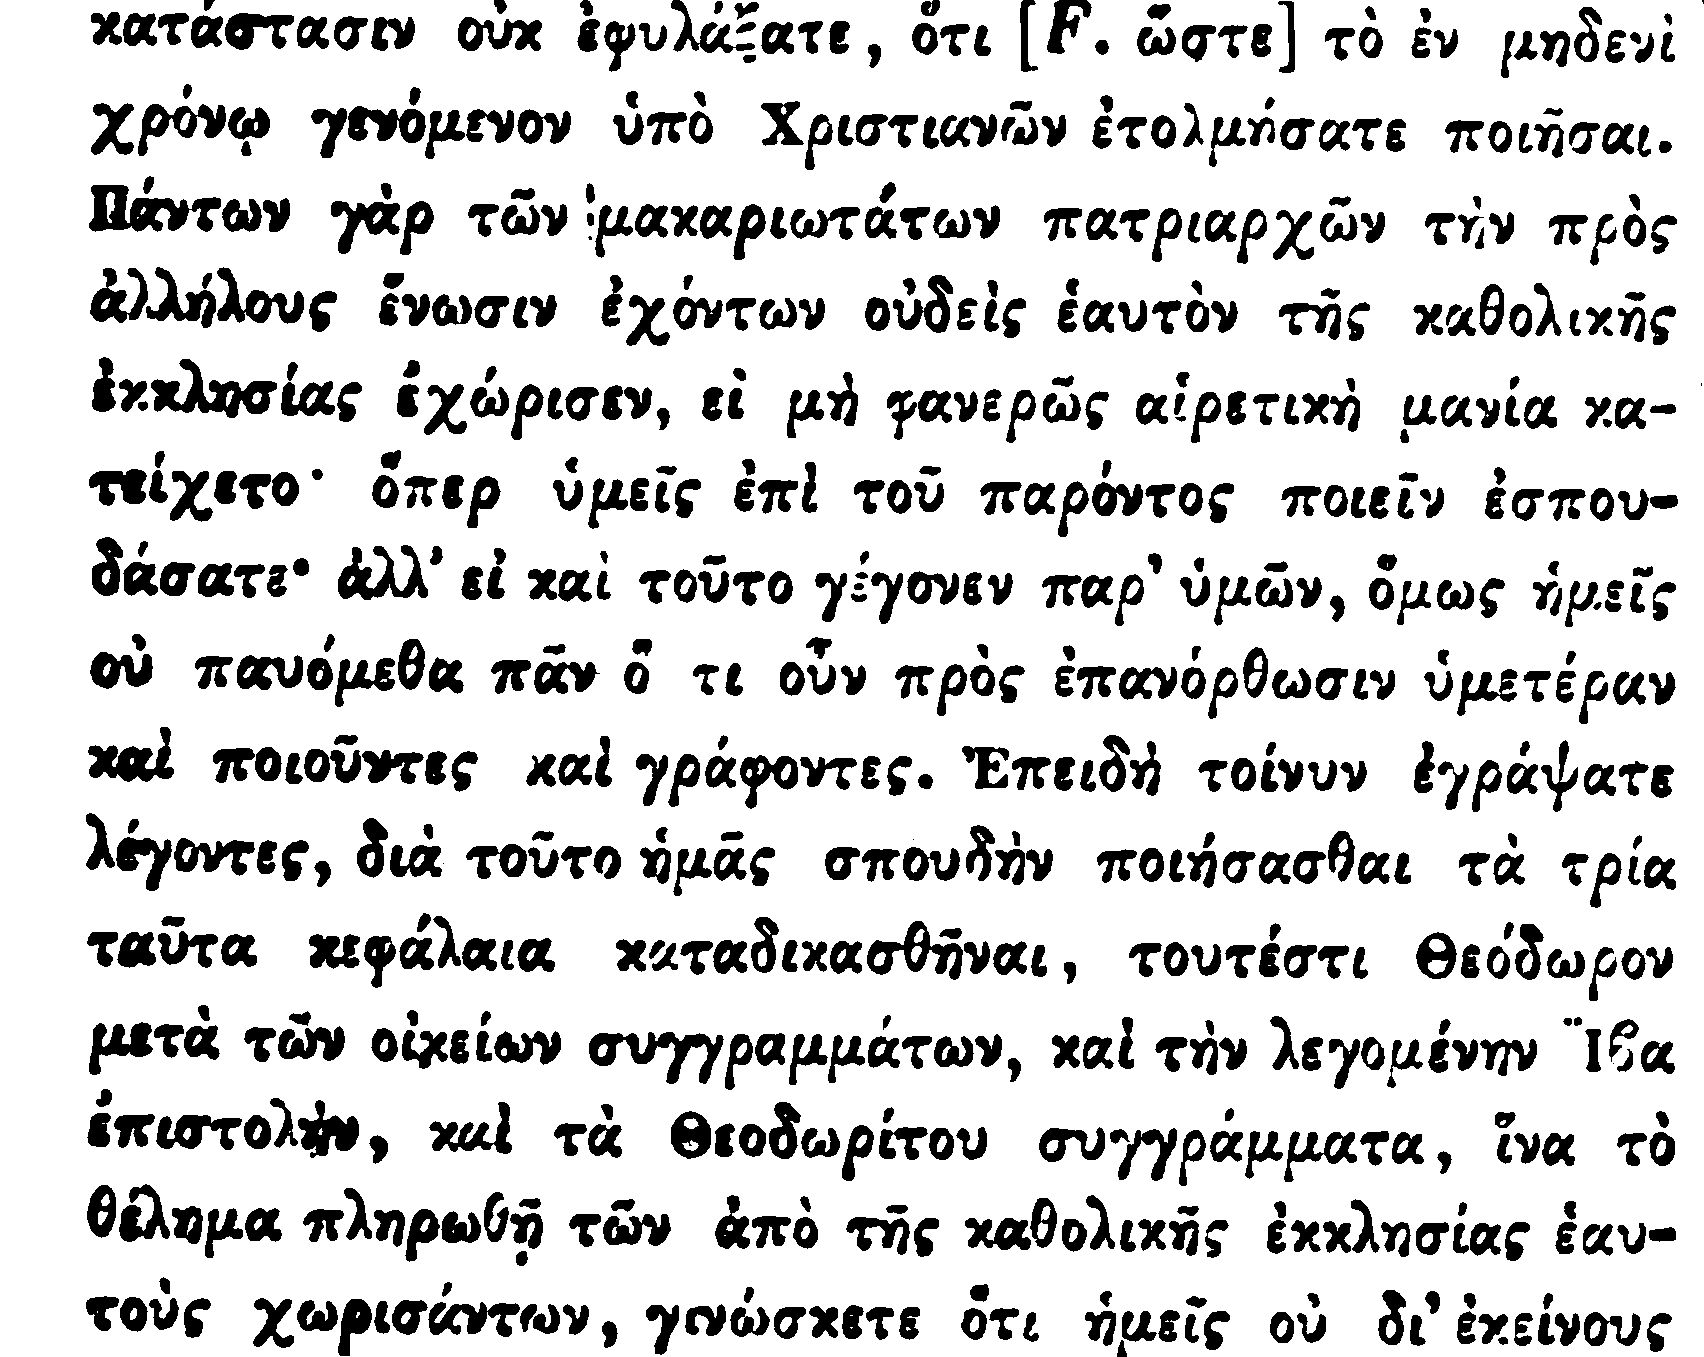 κατάστασιν οὐκ ἐφυλάξατε, ὅτι [F. ὥστε] τὸ ἐν μηδενὶ
χρόνῳ γενόμενον ὑπὸ Χριστιανῶν ἐτολμήσατε ποιῆσαι.
Πάντων γὰρ τῶν μακαριωτάτων πατριαρχῶν τὴν πρὸς
ἀλλήλους ἕνωσιν ἐχόντων οὐδεὶς ἑαυτὸν τῆς καθολικῆς
ἐκκλησίας ἐχώρισεν, εἰ μὴ φανερῶς αἱρετικὴ μανία κα-
τείχετο· ὅπερ ὑμεῖς ἐπὶ τοῦ παρόντος ποιεῖν ἐσπου-
δάσατε· ἀλλ’ εἰ καὶ τοῦτο γέγονεν παρ’ ὑμῶν, ὅμως ἡμεῖς
οὐ παυόμεθα πᾶν ὅ τι οὖν πρὸς ἐπανόρθωσιν ὑμετέραν
καὶ ποιοῦντες καὶ γράφοντες. Ἐπειδὴ τοίνυν ἐγράψατε
λέγοντες, διὰ τοῦτο ἡμᾶς σπουδὴν ποιήσασθαι τὰ τρία
ταῦτα κεφάλαια καταδικασθῆναι, τουτέστι Θεόδωρον
μετὰ τῶν οἰκείων συγγραμμάτων, καὶ τὴν λεγομένην Ἴβα
ἐπιστολὴν, καὶ τὰ Θεοδωρίτου συγγράμματα, ἵνα τὸ
θέλημα πληρωθῇ τῶν ἀπὸ τῆς καθολικῆς ἐκκλησίας ἑαυ-
τοὺς χωρισάντων, γινώσκετε ὅτι ἡμεῖς οὐ δι’ ἐκείνους